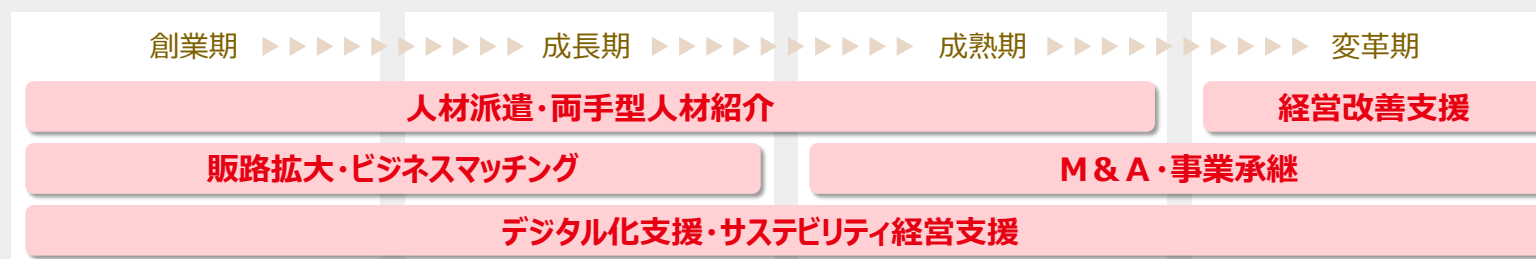 創業期 ▶▶▶▶▶▶▶▶▶▶ 成長期 ▶▶▶▶▶▶▶▶▶▶ 成熟期 ▶▶▶▶▶▶▶▶▶▶ 変革期
人材派遣・両手型人材紹介 経営改善支援
販路拡大・ビジネスマッチング M&A・事業承継
デジタル化支援・サステビリティ経営支援